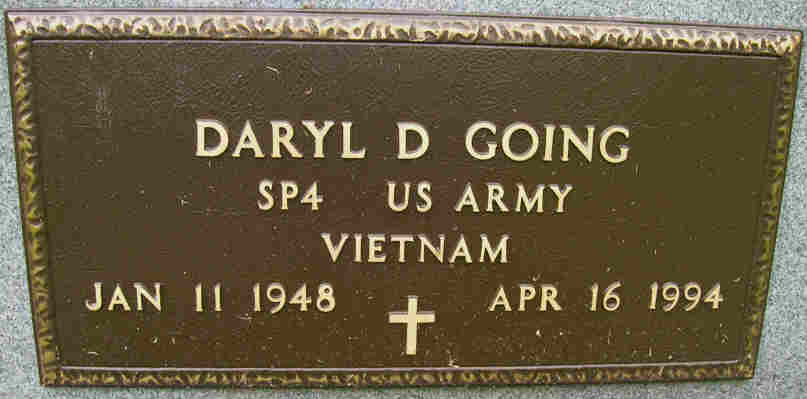 DARYL D GOING
SP4 US ARMY
VIETNAM
JAN 11 1948 APR 16 1994